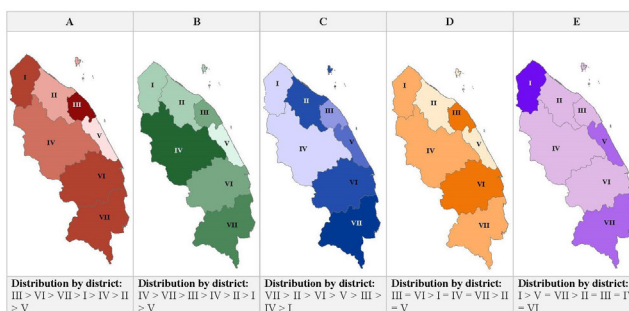 A
I
II
III
IV
V
VI
VII
Distribution by district:
III > VI > VII > I > IV > II
> V
B
I
II
III
IV
V
VI
VII
Distribution by district:
IV > VII > III > IV > II > I
> V
C
I
II
III
IV
V
VI
VII
Distribution by district:
VII > II > VI > V > III >
IV > I
D
I
II
III
IV
V
VI
VII
Distribution by district:
III = VI > I = IV = VII > II
= V
E
I
II
III
IV
V
VI
VII
Distribution by district:
I > V = VII > II = III = IV
= VI